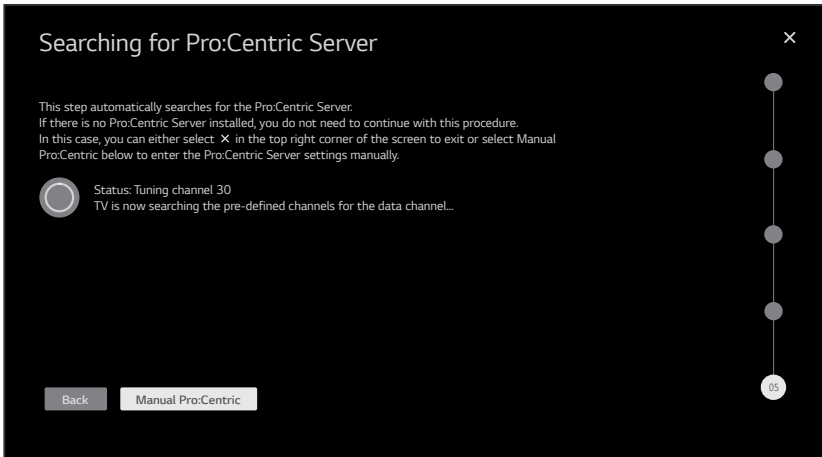 Searching for Pro:Centric Server
×
This step automatically searches for the Pro:Centric Server.
If there is no Pro:Centric Server installed, you do not need to continue with this procedure.
In this case, you can either select × in the top right corner of the screen to exit or select Manual
Pro:Centric below to enter the Pro:Centric Server settings manually.
Status: Tuning channel 30
TV is now searching the pre-defined channels for the data channel...
Back
Manual Pro:Centric
05